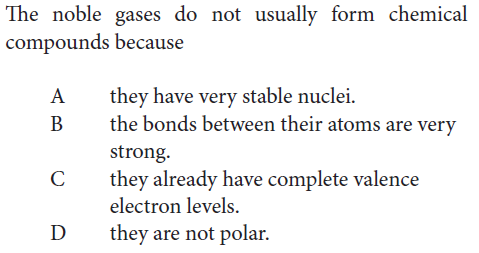 The noble gases do not usually form chemical
compounds because
A they have very stable nuclei.
B the bonds between their atoms are very
strong.
C they already have complete valence
electron levels.
D they are not polar.